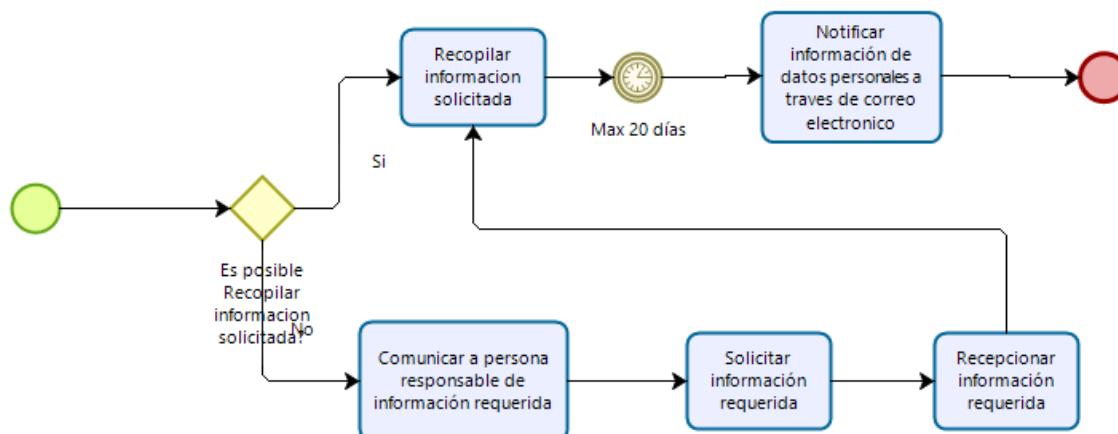 Recopilar
informacion
solicitada
Notificar
información de
datos personales a
traves de correo
electronico
Max 20 días
Si
Es posible
Recopilar
informacion
solicitada?
No
Comunicar a persona
responsable de
información requerida
Solicitar
información
requerida
Recepcionar
información
requerida